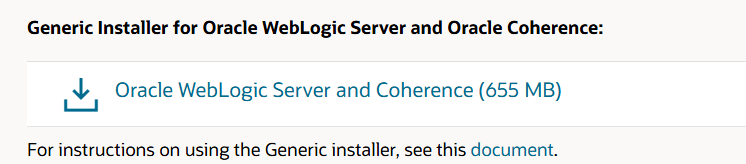 Generic Installer for Oracle WebLogic Server and Oracle Coherence:
Oracle WebLogic Server and Coherence (655 MB)
For instructions on using the Generic installer, see this document.